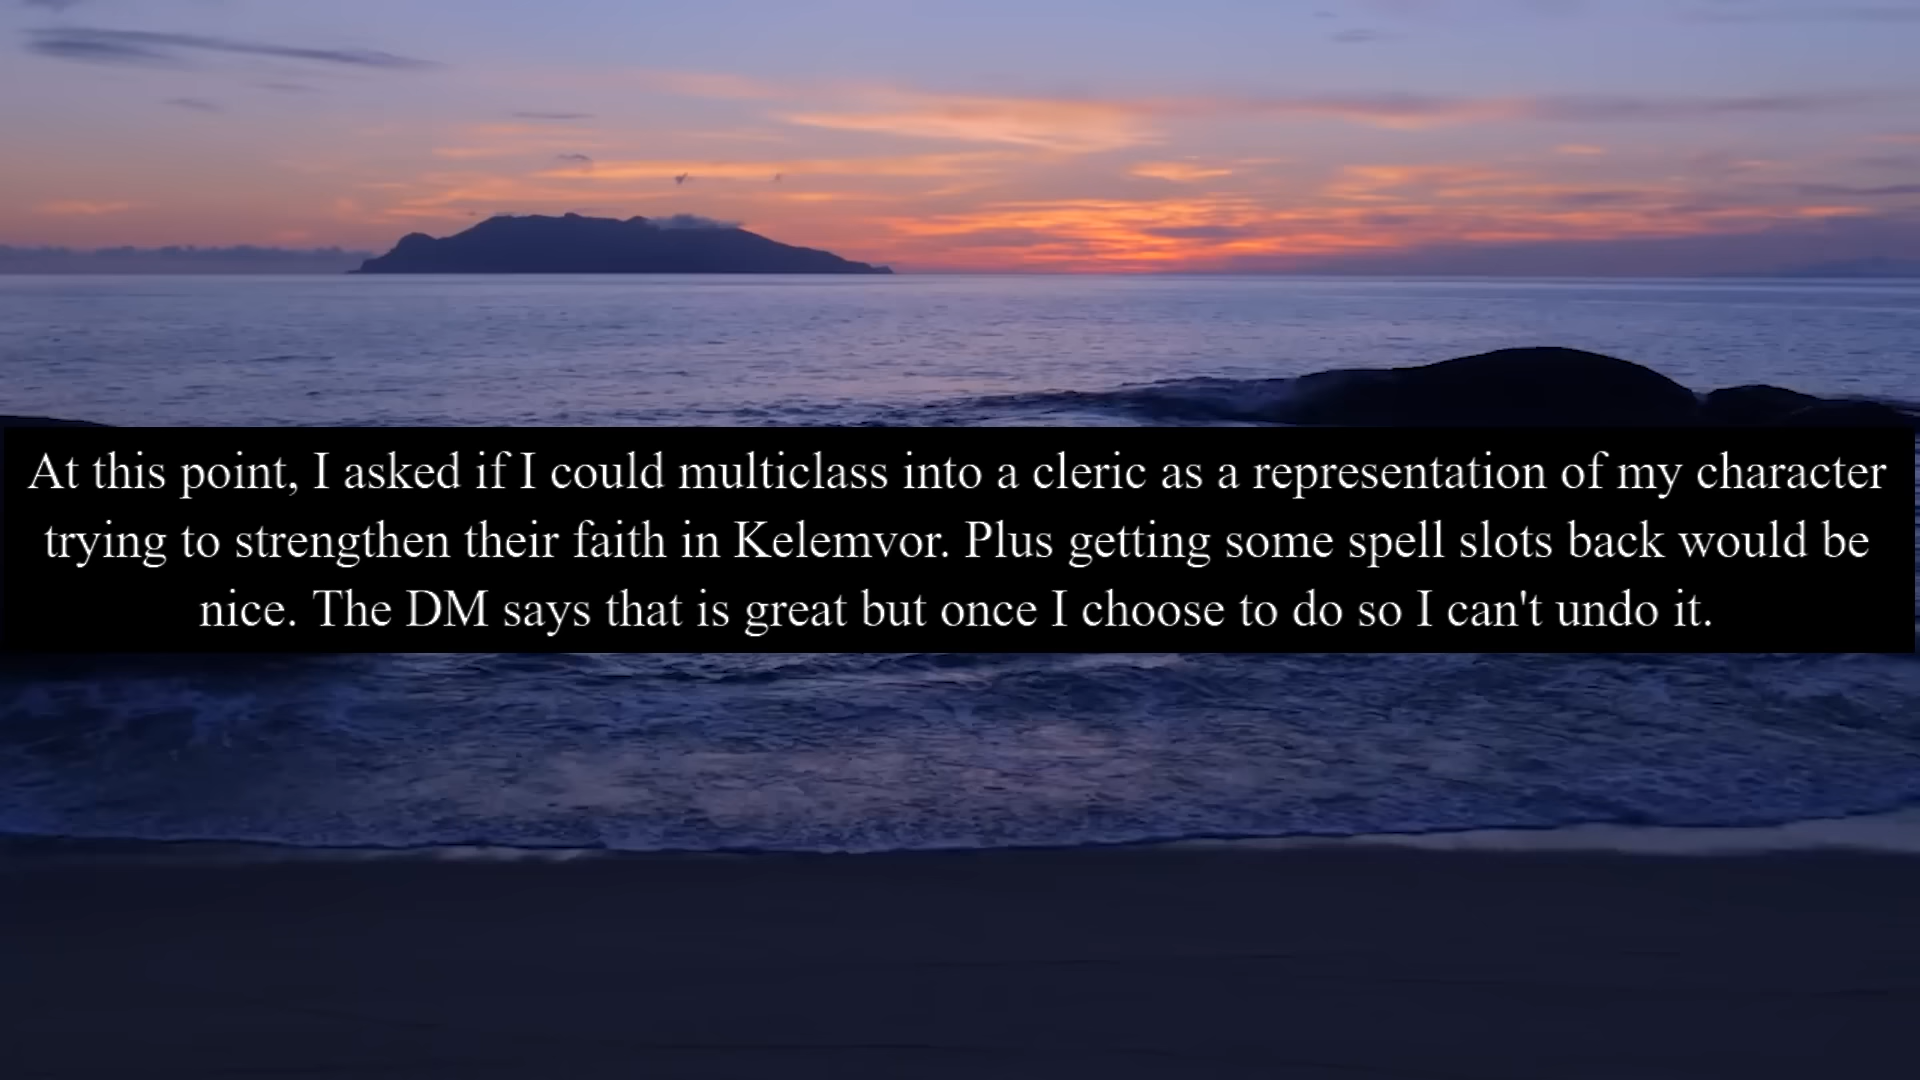 At this point, I asked if I could multiclass into a cleric as a representation of my character
trying to strengthen their faith in Kelemvor. Plus getting some spell slots back would be
nice. The DM says that is great but once I choose to do so I can't undo it.